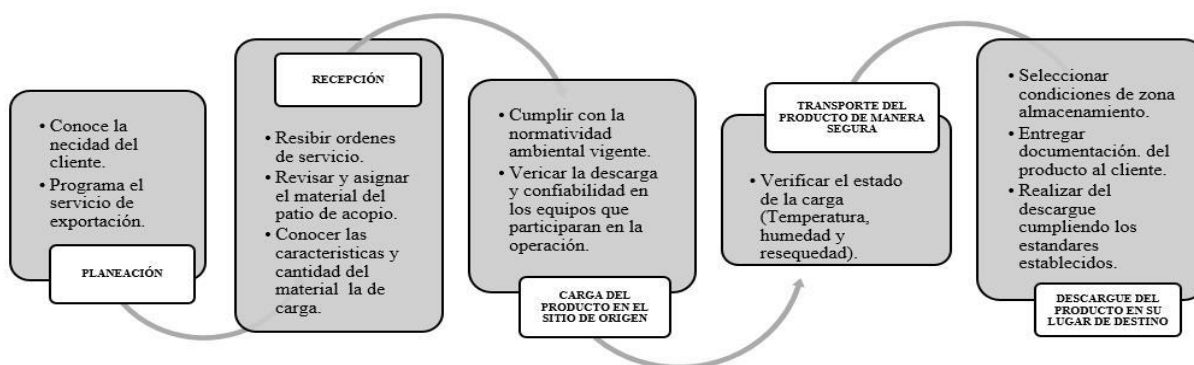 • Conoce la
necidad del
cliente.
• Programa el
servicio de
exportación.
PLANEACIÓN
RECEPCIÓN
• Resibir ordenes
de servicio.
• Revisar y asignar
el material del
patio de acopio.
• Conocer las
caracteristicas y
cantidad del
material la de
carga.
• Cumplir con la
normatividad
ambiental vigente.
• Vericar la descarga
y confiabilidad en
los equipos que
participaran en la
operación.
CARGA DEL
PRODUCTO EN EL
SITIO DE ORIGEN
TRANSPORTE DEL
PRODUCTO DE MANERA
SEGURA
• Verificar el estado
de la carga
(Temperatura,
humedad y
resequedad).
• Seleccionar
condiciones de zona
almacenamiento.
• Entregar
documentación. del
producto al cliente.
• Realizar del
descargue
cumpliendo los
estandares
establecidos.
DESCARGUE DEL
PRODUCTO EN SU
LUGAR DE DESTINO